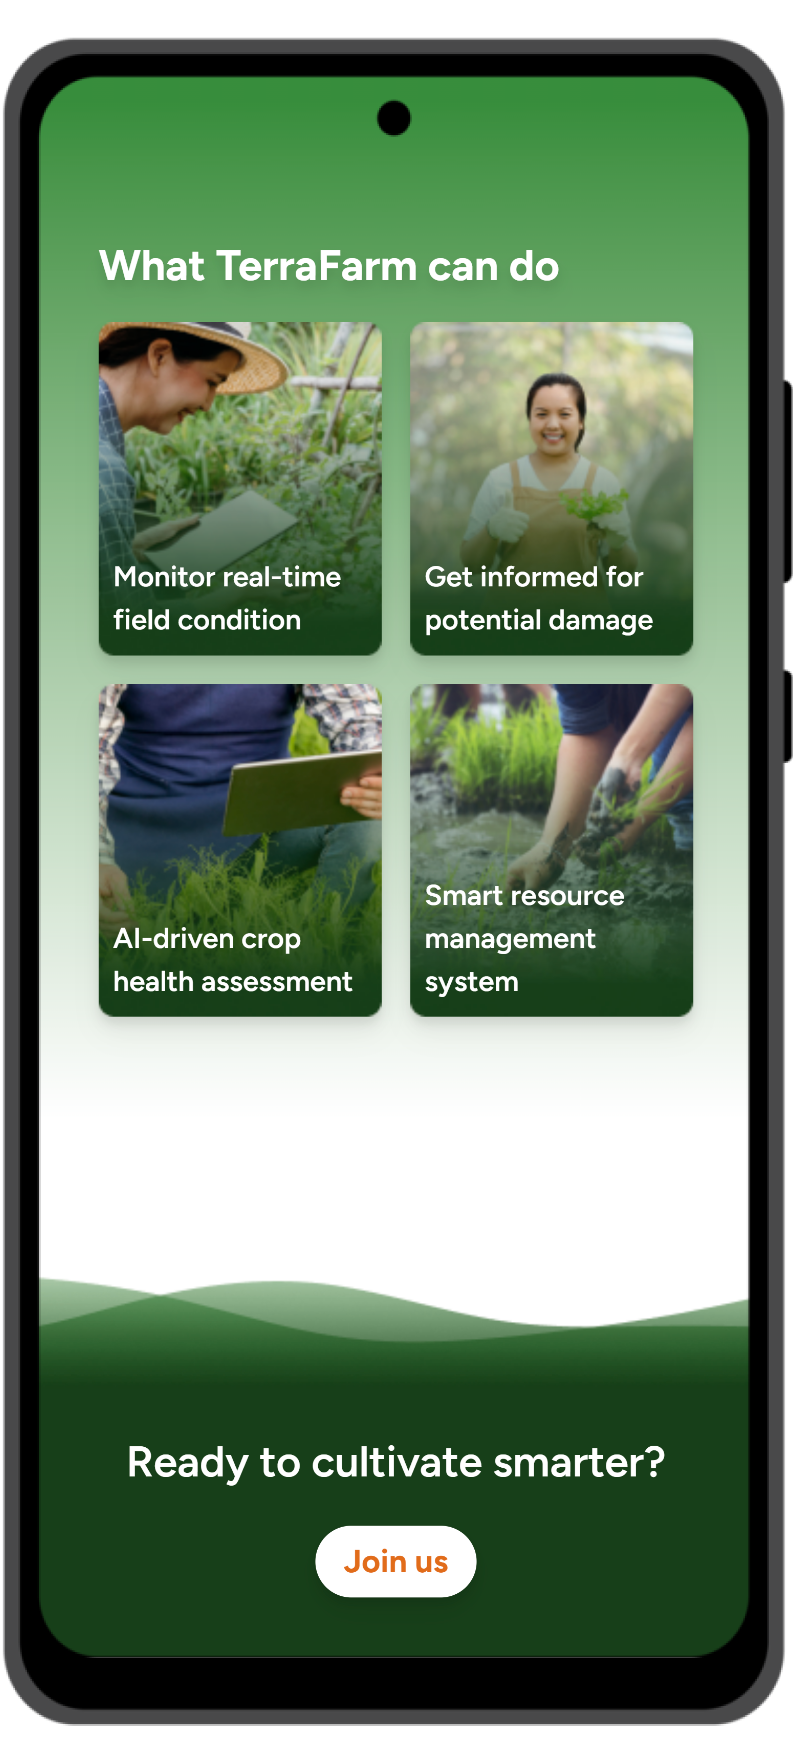 What TerraFarm can do
Monitor real-time
field condition
Get informed for
potential damage
AI-driven crop
health assessment
Smart resource
management
system
Ready to cultivate smarter?
Join us